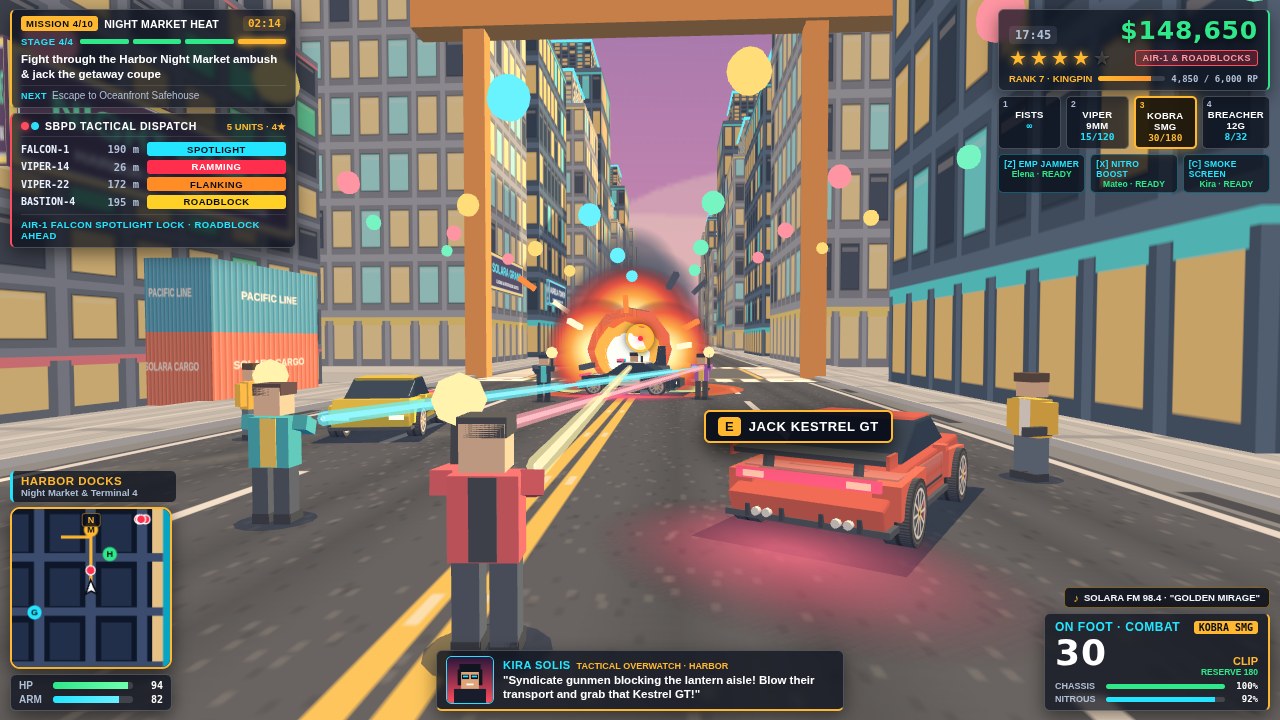 MISSION 4/10 NIGHT MARKET HEAT 02:14
STAGE 4/4
Fight through the Harbor Night Market ambush
& jack the getaway coupe
NEXT Escape to Oceanfront Safehouse
SBPD TACTICAL DISPATCH 5 UNITS · 4★
FALCON-1 190 m SPOTLIGHT
VIPER-14 26 m RAMMING
VIPER-22 172 m FLANKING
BASTION-4 195 m ROADBLOCK
AIR-1 FALCON SPOTLIGHT LOCK · ROADBLOCK
AHEAD
17:45 $148,650
★★★★★ AIR-1 & ROADBLOCKS
RANK 7 · KINGPIN 4,850 / 6,000 RP
1 FISTS ∞
2 VIPER 9MM 15/120
3 KOBRA SMG 30/180
4 BREACHER 12G 8/32
[Z] EMP JAMMER
Elena · READY
[X] NITRO BOOST
Mateo · READY
[C] SMOKE SCREEN
Kira · READY
PACIFIC LINE PACIFIC LINE
SOLARA CARGO
E JACK KESTREL GT
HARBOR DOCKS
Night Market & Terminal 4
N
M
H
G
HP 94
ARM 82
KIRA SOLIS TACTICAL OVERWATCH · HARBOR
"Syndicate gunmen blocking the lantern aisle! Blow their
transport and grab that Kestrel GT!"
♪ SOLARA FM 98.4 · "GOLDEN MIRAGE"
ON FOOT · COMBAT KOBRA SMG
30 CLIP
RESERVE 180
CHASSIS 100%
NITROUS 92%